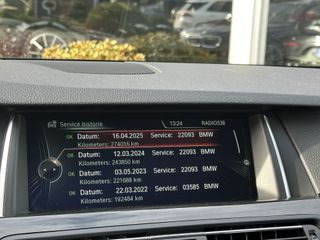 Service historie 13:24 RADIO538
OK Datum: 16.04.2025 Service: 22093 BMW
Kilometers: 274016 km
OK Datum: 12.03.2024 Service: 22093 BMW
Kilometers: 243850 km
OK Datum: 03.05.2023 Service: 22093 BMW
Kilometers: 221688 km
OK Datum: 22.03.2022 Service: 03585 BMW
Kilometers: 192484 km